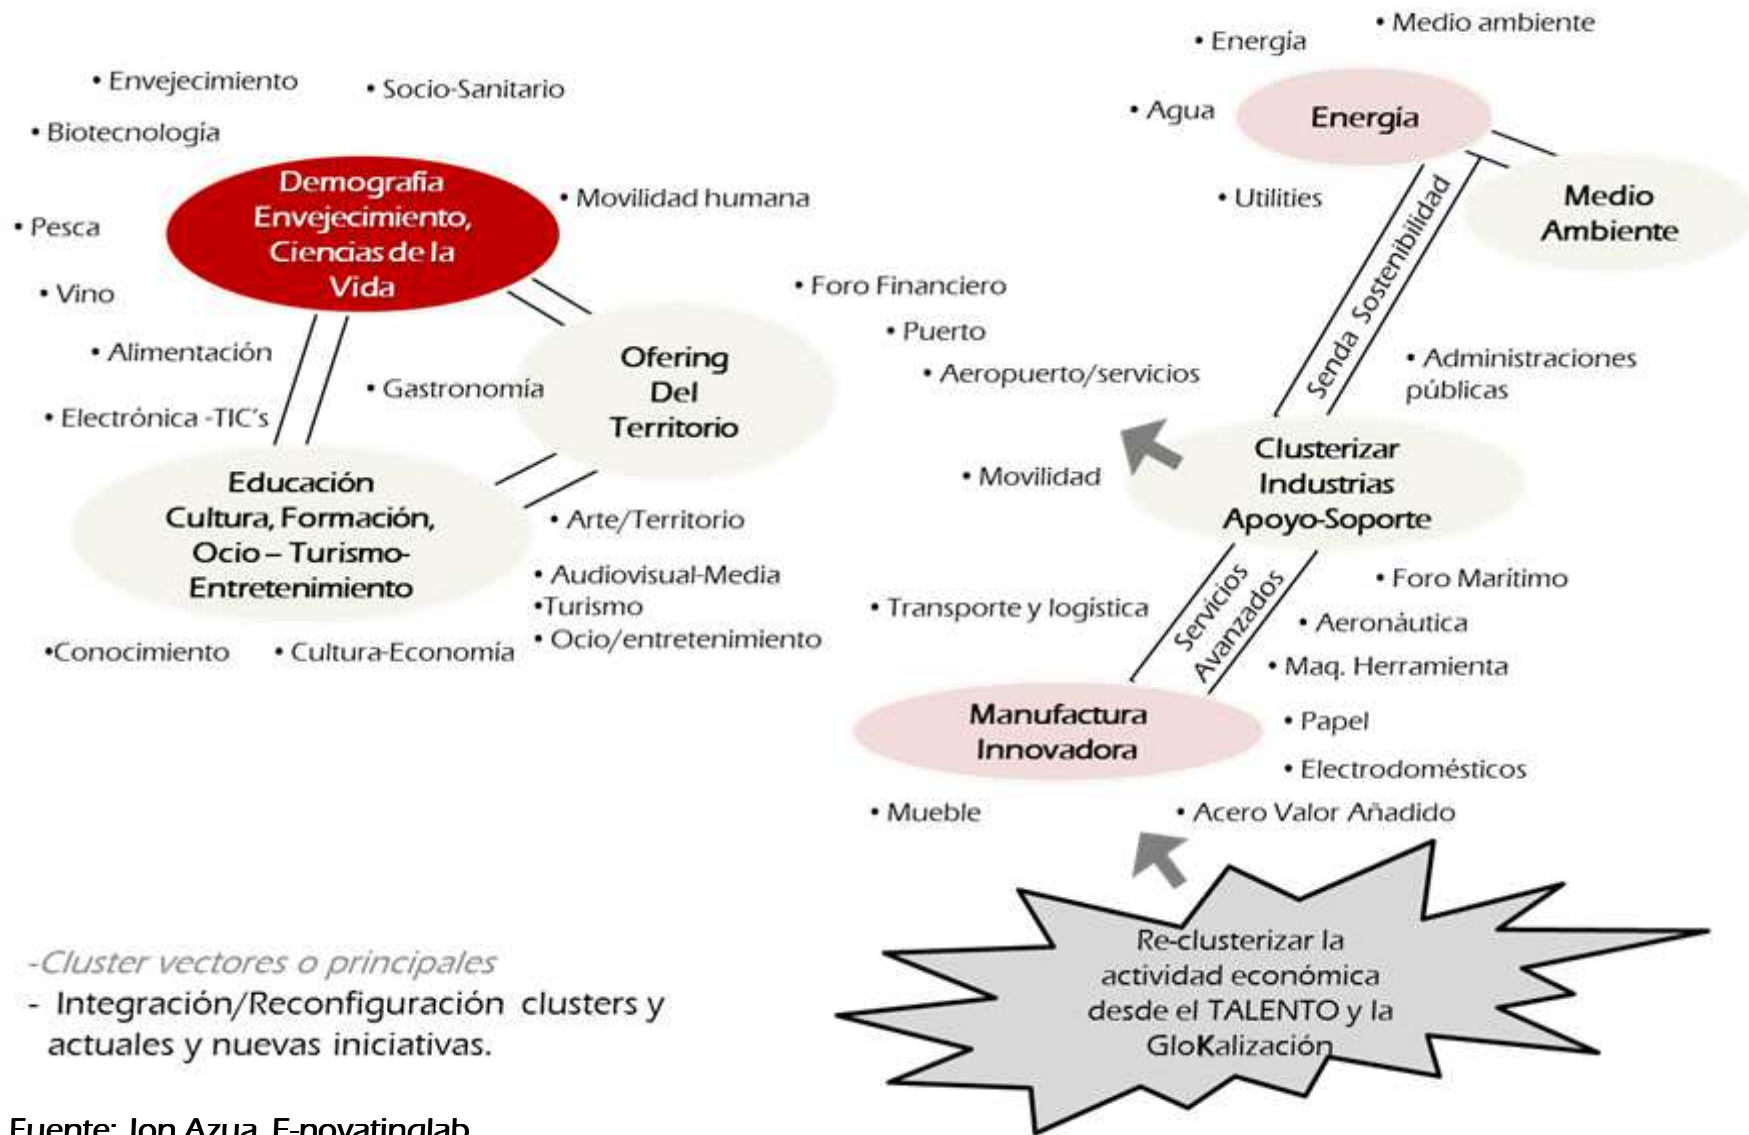 • Envejecimiento
• Socio-Sanitario
• Biotecnología
Demografía
Envejecimiento,
Ciencias de la
Vida
• Movilidad humana
• Pesca
• Vino
• Alimentación
• Gastronomía
• Electrónica -TIC's
Ofering
Del
Territorio
Educación
Cultura, Formación,
Ocio – Turismo-
Entretenimiento
• Arte/Territorio
• Audiovisual-Media
•Turismo
• Ocio/entretenimiento
•Conocimiento
• Cultura-Economía
• Medio ambiente
• Energía
• Agua
Energía
• Utilities
Medio
Ambiente
Senda Sostenibilidad
• Foro Financiero
• Puerto
• Aeropuerto/servicios
• Administraciones
públicas
• Movilidad
Clusterizar
Industrias
Apoyo-Soporte
• Foro Marítimo
• Transporte y logística
Servicios
Avanzados
• Aeronáutica
• Maq. Herramienta
Manufactura
Innovadora
• Papel
• Electrodomésticos
• Mueble
• Acero Valor Añadido
Re-clusterizar la
actividad económica
desde el TALENTO y la
GloKalización
-Cluster vectores o principales
- Integración/Reconfiguración clusters y
actuales y nuevas iniciativas.
Fuente: Jon Azua, E-novatinglab